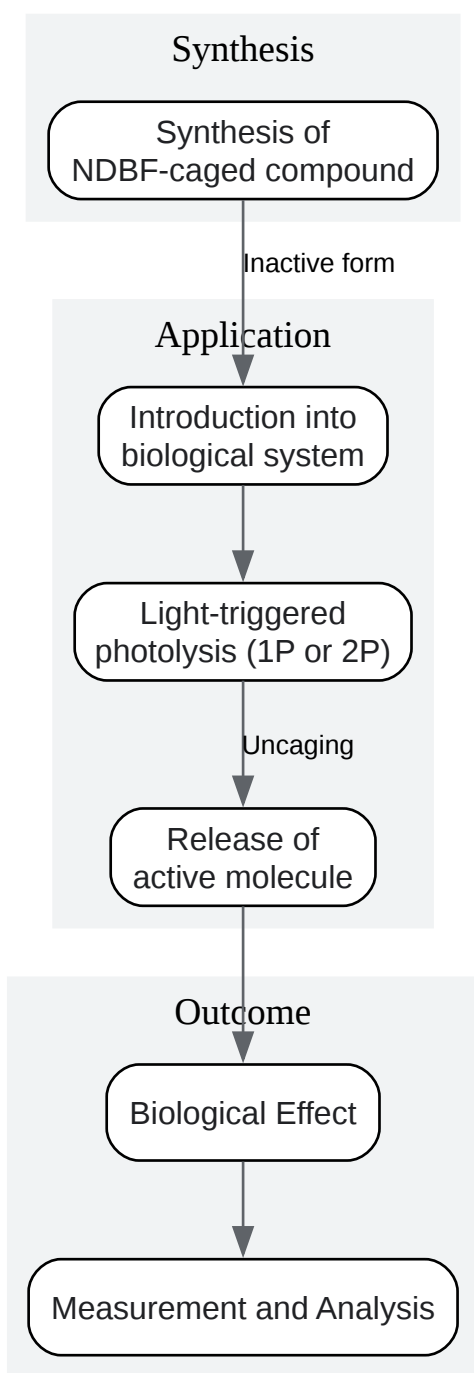 Synthesis
Synthesis of
NDBF-caged compound
Inactive form
Application
Introduction into
biological system
Light-triggered
photolysis (1P or 2P)
Uncaging
Release of
active molecule
Outcome
Biological Effect
Measurement and Analysis